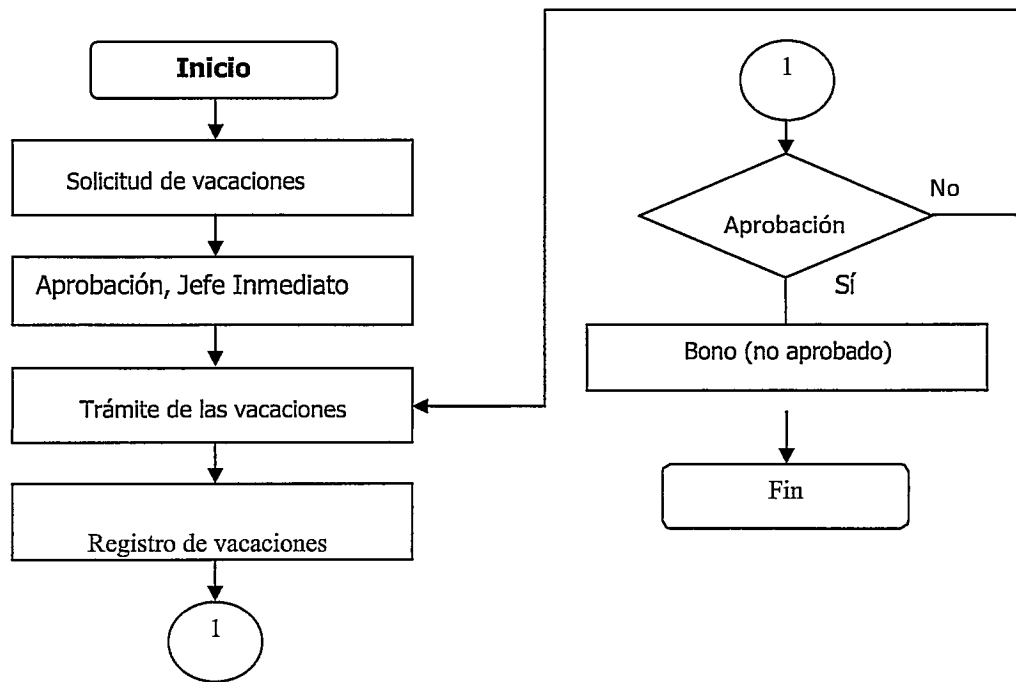 Inicio
Solicitud de vacaciones
Aprobación, Jefe Inmediato
Trámite de las vacaciones
Registro de vacaciones
1
1
Aprobación
No
Sí
Bono (no aprobado)
Fin